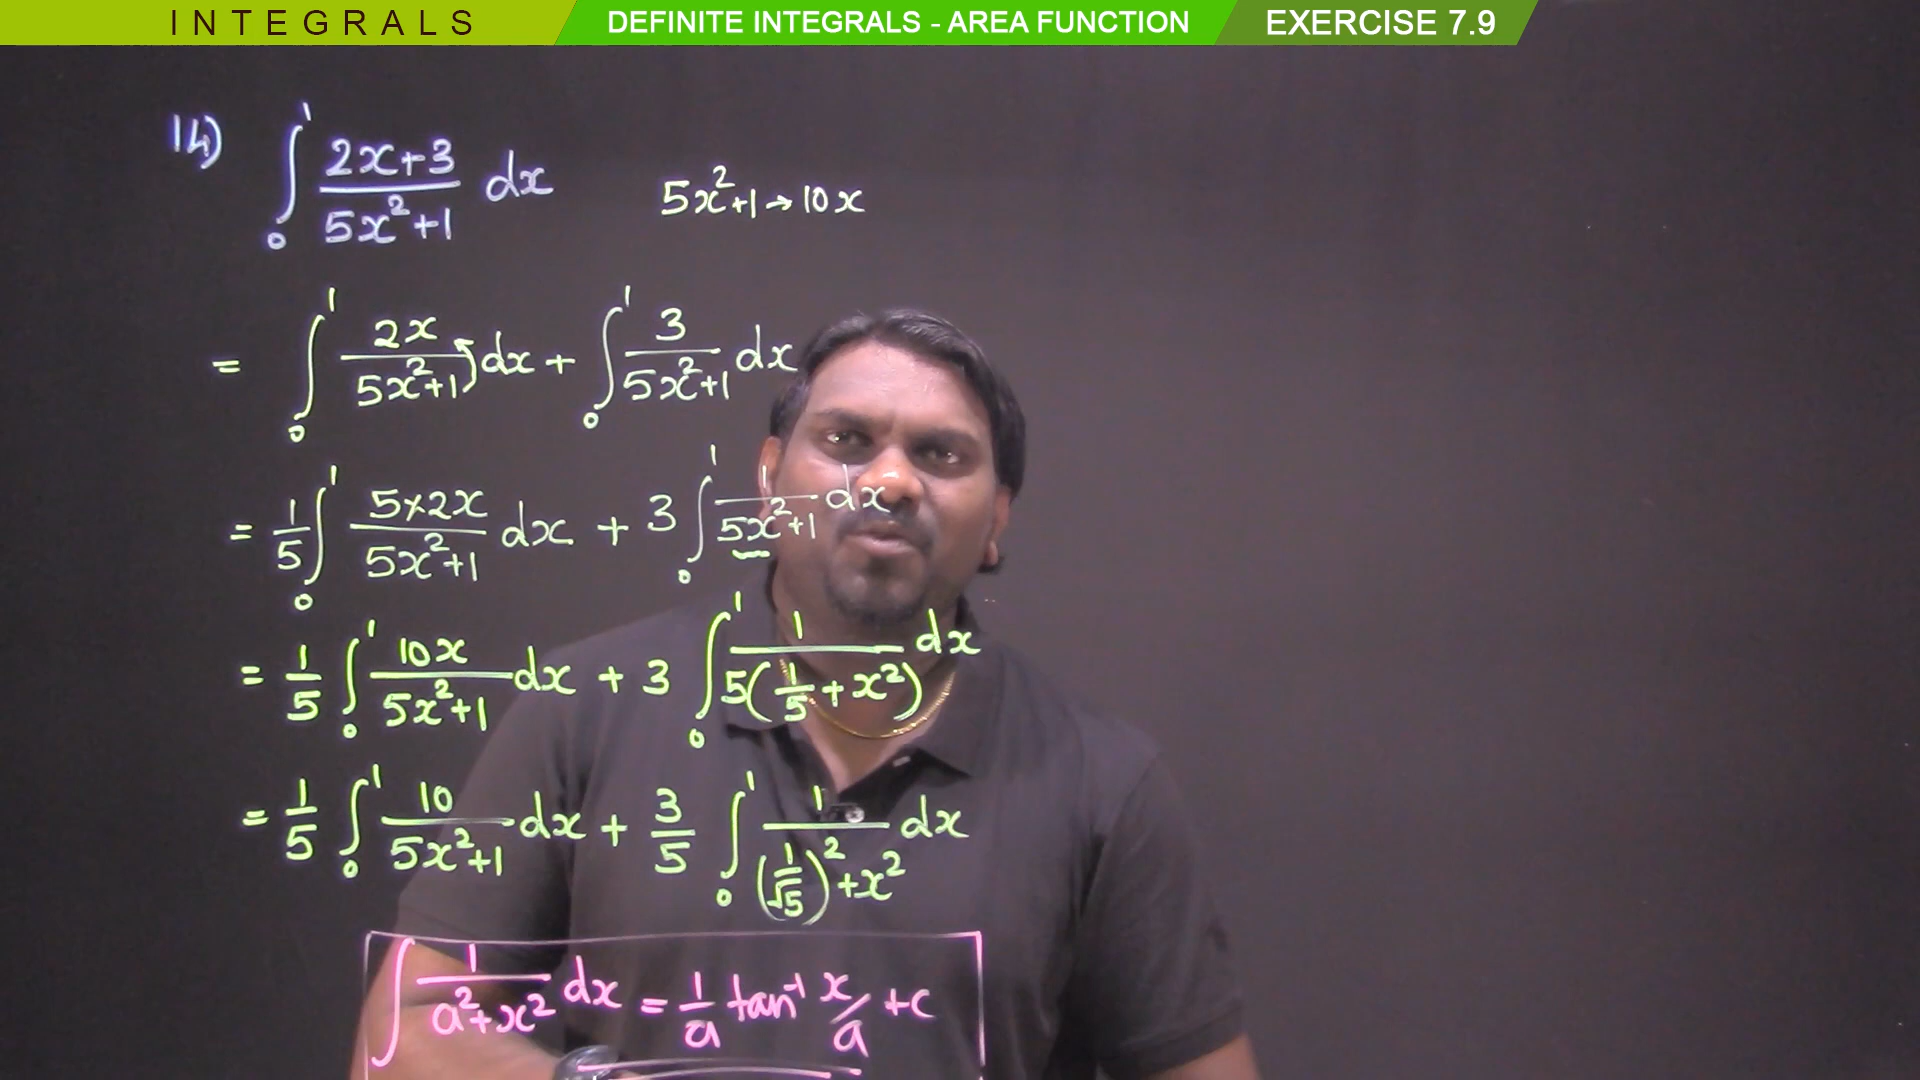 INTEGRALS DEFINITE INTEGRALS - AREA FUNCTION EXERCISE 7.9
14) ∫₀¹ (2x+3)/(5x²+1) dx 5x²+1 → 10x
= ∫₀¹ 2x/(5x²+1) dx + ∫₀¹ 3/(5x²+1) dx
= 1/5 ∫₀¹ (5×2x)/(5x²+1) dx + 3 ∫₀¹ 1/(5x²+1) dx
= 1/5 ∫₀¹ 10x/(5x²+1) dx + 3 ∫₀¹ 1/(5(1/5 + x²)) dx
= 1/5 ∫₀¹ 10/(5x²+1) dx + 3/5 ∫₀¹ 1/((1/√5)² + x²) dx
∫ 1/(a²+x²) dx = 1/a tan⁻¹ x/a + c